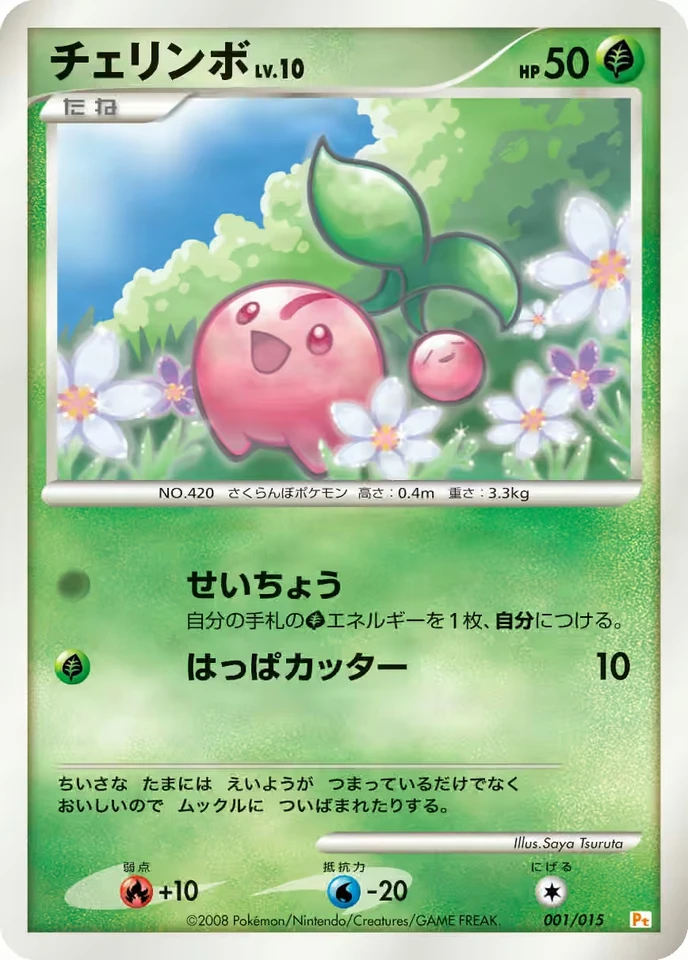 チェリンボ LV.10 HP 50
たね
NO.420 さくらんぼポケモン 高さ：0.4m 重さ：3.3kg
せいちょう
自分の手札のエネルギーを1枚、自分につける。
はっぱカッター 10
ちいさな たまには えいようが つまっているだけでなく
おいしいので ムックルに ついばまれたりする。
Illus.Saya Tsuruta
弱点 抵抗力 にげる
+10 -20
©2008 Pokémon/Nintendo/Creatures/GAME FREAK. 001/015 Pt